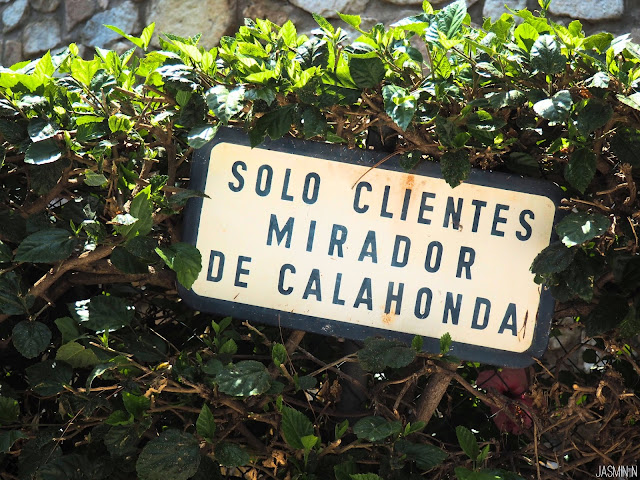 SOLO CLIENTES
MIRADOR
DE CALAHONDA
JASMIN N